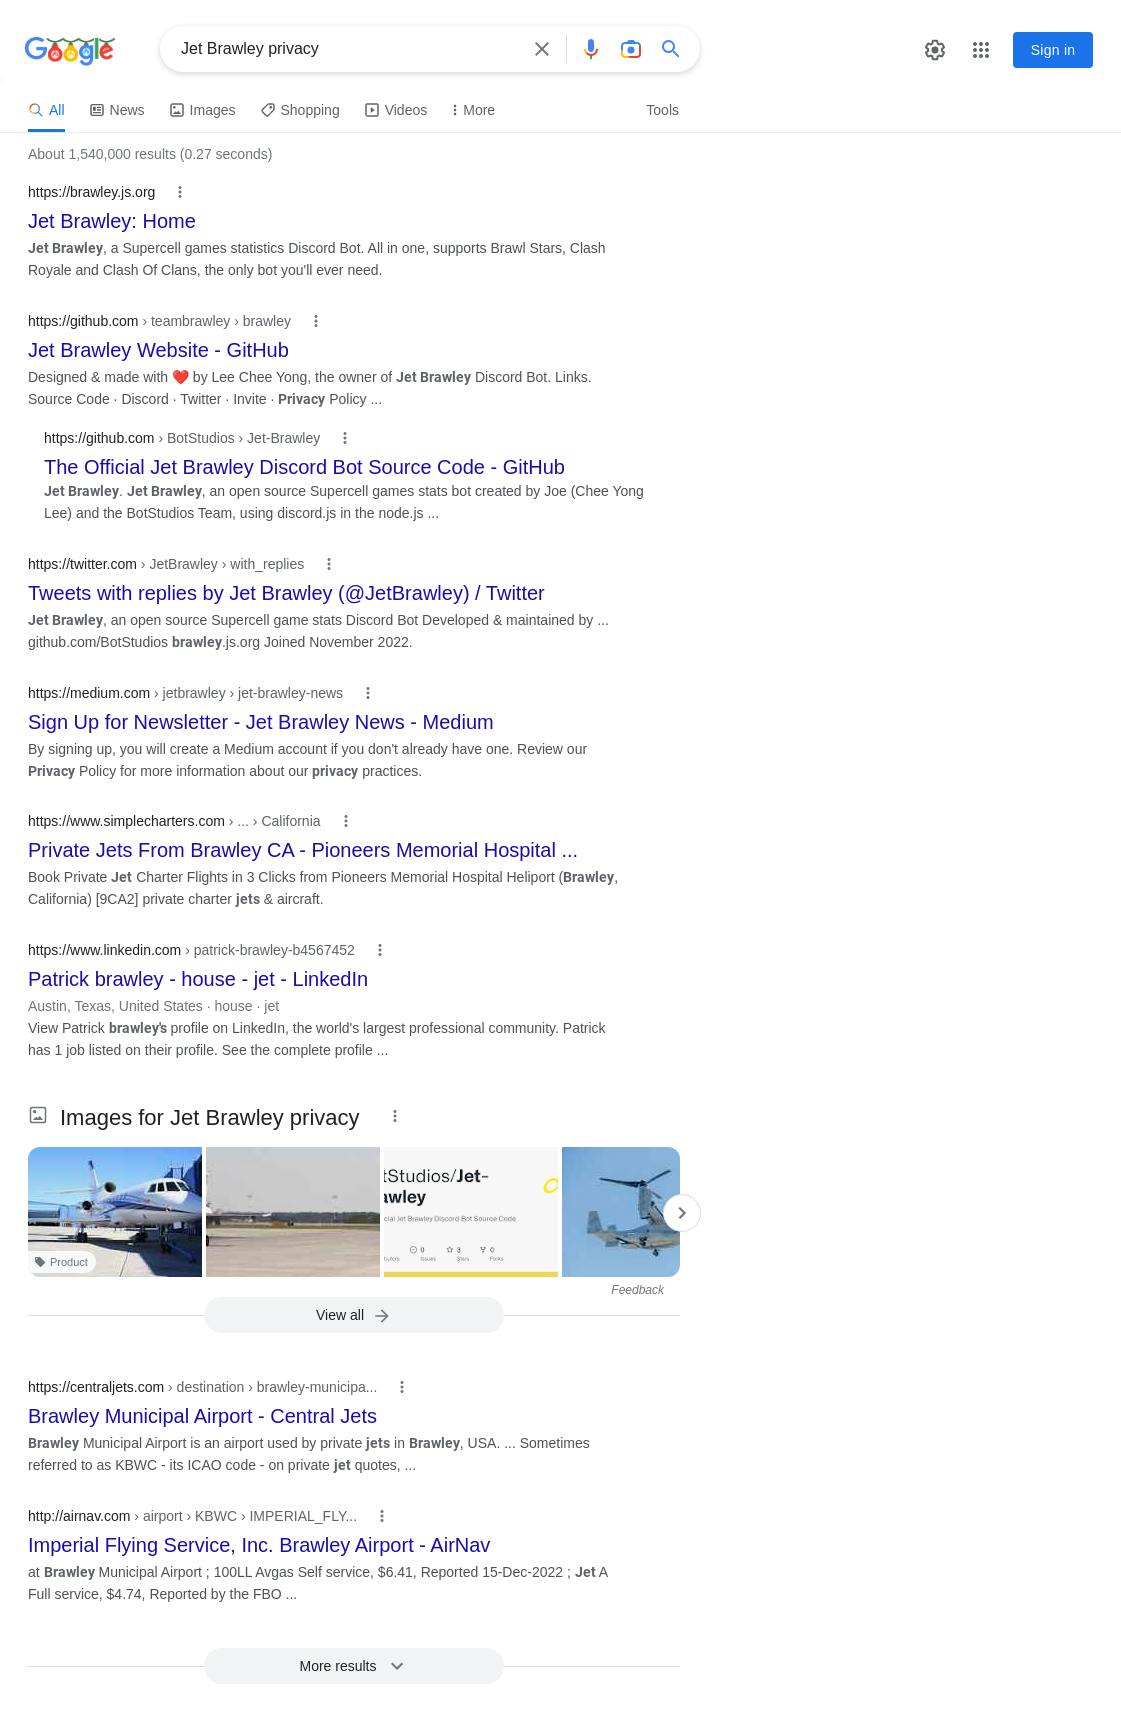 Google
Jet Brawley privacy
Sign in
All
News
Images
Shopping
Videos
More
Tools
About 1,540,000 results (0.27 seconds)
https://brawley.js.org
Jet Brawley: Home
Jet Brawley, a Supercell games statistics Discord Bot. All in one, supports Brawl Stars, Clash
Royale and Clash Of Clans, the only bot you'll ever need.
https://github.com › teambrawley › brawley
Jet Brawley Website - GitHub
Designed & made with ❤️ by Lee Chee Yong, the owner of Jet Brawley Discord Bot. Links.
Source Code · Discord · Twitter · Invite · Privacy Policy ...
https://github.com › BotStudios › Jet-Brawley
The Official Jet Brawley Discord Bot Source Code - GitHub
Jet Brawley. Jet Brawley, an open source Supercell games stats bot created by Joe (Chee Yong
Lee) and the BotStudios Team, using discord.js in the node.js ...
https://twitter.com › JetBrawley › with_replies
Tweets with replies by Jet Brawley (@JetBrawley) / Twitter
Jet Brawley, an open source Supercell game stats Discord Bot Developed & maintained by ...
github.com/BotStudios brawley.js.org Joined November 2022.
https://medium.com › jetbrawley › jet-brawley-news
Sign Up for Newsletter - Jet Brawley News - Medium
By signing up, you will create a Medium account if you don't already have one. Review our
Privacy Policy for more information about our privacy practices.
https://www.simplecharters.com › ... › California
Private Jets From Brawley CA - Pioneers Memorial Hospital ...
Book Private Jet Charter Flights in 3 Clicks from Pioneers Memorial Hospital Heliport (Brawley,
California) [9CA2] private charter jets & aircraft.
https://www.linkedin.com › patrick-brawley-b4567452
Patrick brawley - house - jet - LinkedIn
Austin, Texas, United States · house · jet
View Patrick brawley's profile on LinkedIn, the world's largest professional community. Patrick
has 1 job listed on their profile. See the complete profile ...
Images for Jet Brawley privacy
tStudios/Jet-
awley
cial Jet Brawley Discord Bot Source Code
0
3
0
buters
Issues
Stars
Forks
Product
Feedback
View all
https://centraljets.com › destination › brawley-municipa...
Brawley Municipal Airport - Central Jets
Brawley Municipal Airport is an airport used by private jets in Brawley, USA. ... Sometimes
referred to as KBWC - its ICAO code - on private jet quotes, ...
http://airnav.com › airport › KBWC › IMPERIAL_FLY...
Imperial Flying Service, Inc. Brawley Airport - AirNav
at Brawley Municipal Airport ; 100LL Avgas Self service, $6.41, Reported 15-Dec-2022 ; Jet A
Full service, $4.74, Reported by the FBO ...
More results